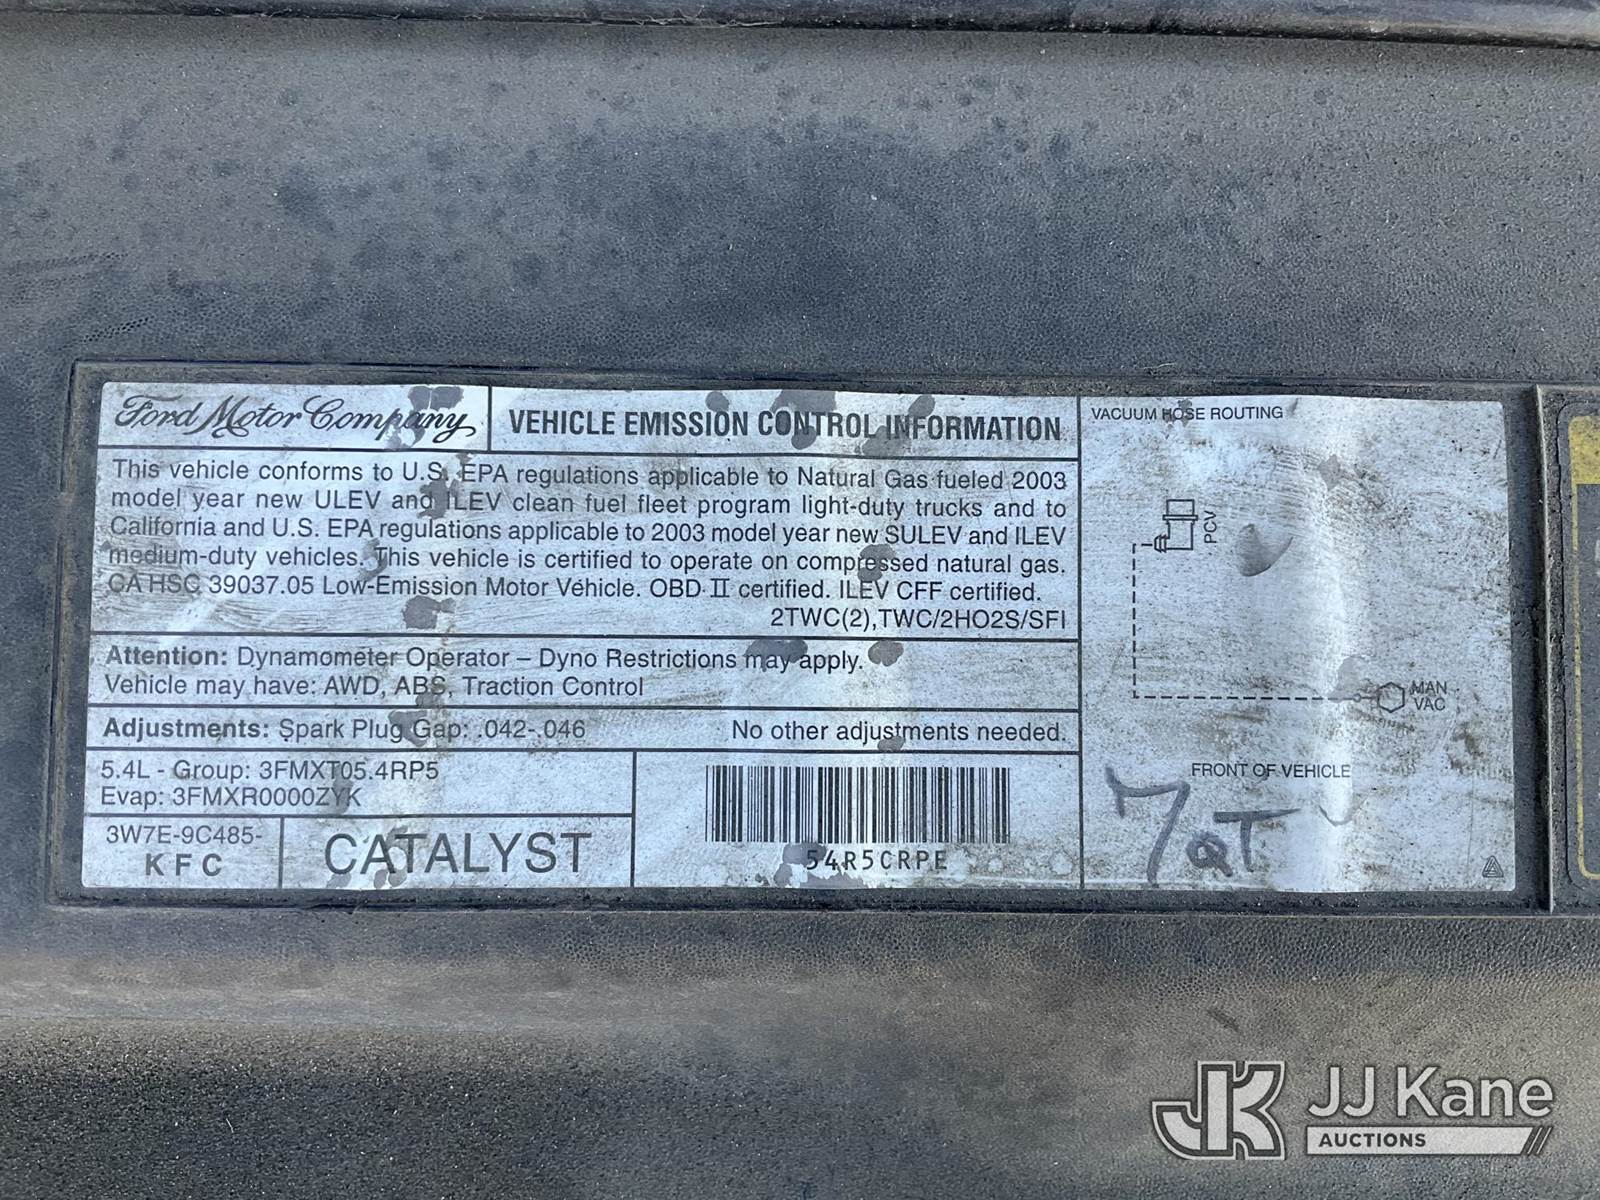 Ford Motor Company
VEHICLE EMISSION CONTROL INFORMATION
This vehicle conforms to U.S. EPA regulations applicable to Natural Gas fueled 2003
model year new ULEV and ILEV clean fuel fleet program light-duty trucks and to
California and U.S. EPA regulations applicable to 2003 model year new SULEV and ILEV
medium-duty vehicles. This vehicle is certified to operate on compressed natural gas.
CA HSC 39037.05 Low-Emission Motor Vehicle. OBD II certified. ILEV CFF certified.
2TWC(2),TWC/2HO2S/SFI
Attention: Dynamometer Operator – Dyno Restrictions may apply.
Vehicle may have: AWD, ABS, Traction Control
Adjustments: Spark Plug Gap: .042-.046
No other adjustments needed.
5.4L - Group: 3FMXT05.4RP5
Evap: 3FMXR0000ZYK
3W7E-9C485-
KFC
CATALYST
54R5CRPE
VACUUM HOSE ROUTING
PCV
MAN
VAC
FRONT OF VEHICLE
7 QT
JK JJ Kane
AUCTIONS